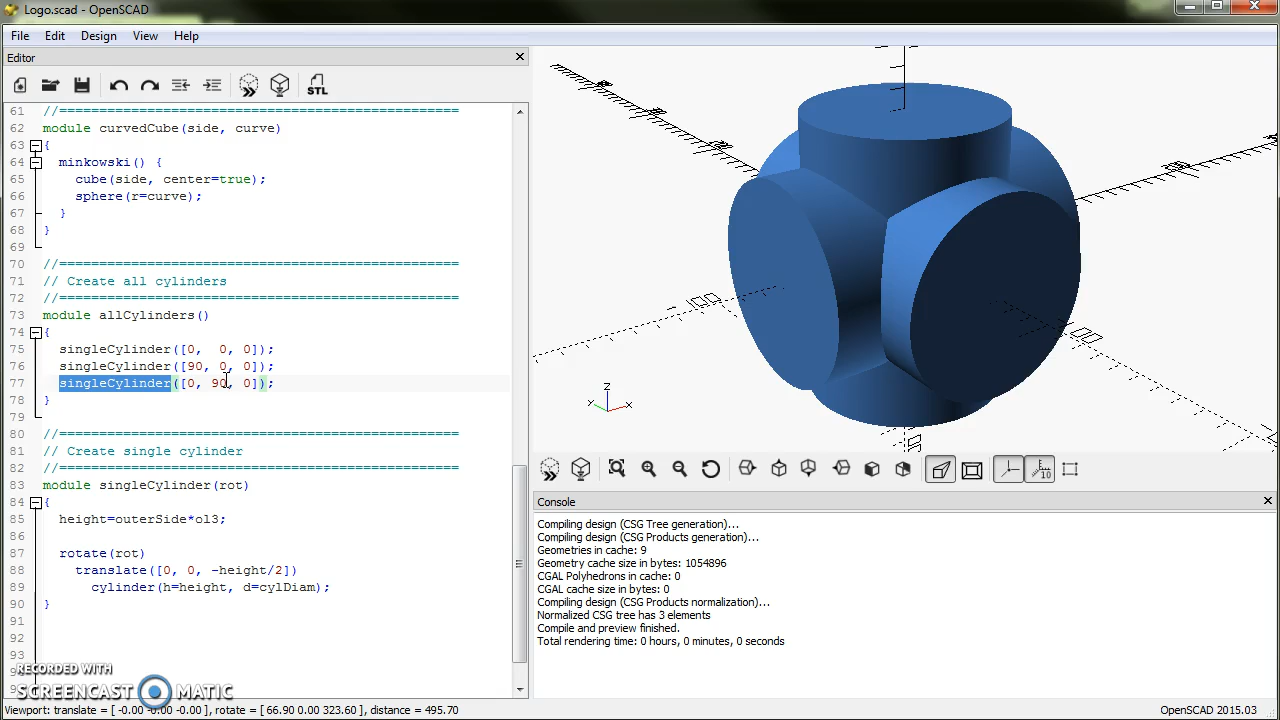 Logo.scad - OpenSCAD
File Edit Design View Help
Editor
STL
61 //==================================================
62 module curvedCube(side, curve)
63 {
64 minkowski() {
65 cube(side, center=true);
66 sphere(r=curve);
67 }
68 }
69
70 //==================================================
71 // Create all cylinders
72 //==================================================
73 module allCylinders()
74 {
75 singleCylinder([0, 0, 0]);
76 singleCylinder([90, 0, 0]);
77 singleCylinder([0, 90, 0]);
78 }
79
80 //==================================================
81 // Create single cylinder
82 //==================================================
83 module singleCylinder(rot)
84 {
85 height=outerSide*ol3;
86
87 rotate(rot)
88 translate([0, 0, -height/2])
89 cylinder(h=height, d=cylDiam);
90 }
91
92
93
RECORDED WITH
SCREENCAST MATIC
100
100
Z
Y X
10
Console
Compiling design (CSG Tree generation)...
Compiling design (CSG Products generation)...
Geometries in cache: 9
Geometry cache size in bytes: 1054896
CGAL Polyhedrons in cache: 0
CGAL cache size in bytes: 0
Compiling design (CSG Products normalization)...
Normalized CSG tree has 3 elements
Compile and preview finished.
Total rendering time: 0 hours, 0 minutes, 0 seconds
Viewport: translate = [ -0.00 -0.00 -0.00 ], rotate = [ 66.90 0.00 323.60 ], distance = 495.70
OpenSCAD 2015.03